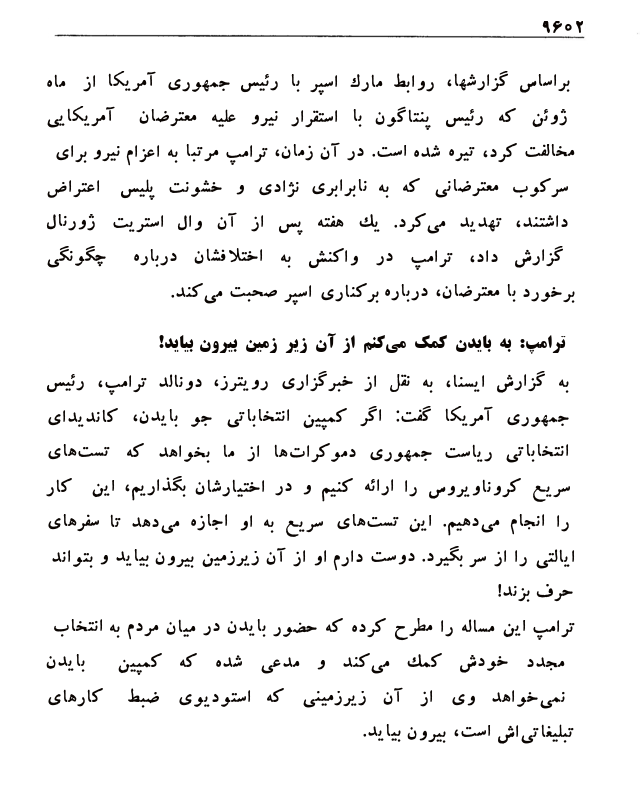 ۹۶۰۲
براساس گزارشها، روابط مارك اسپر با رئیس جمهوری آمریکا از ماه
ژوئن که رئیس پنتاگون با استقرار نیرو علیه معترضان آمریکایی
مخالفت کرد، تیره شده است. در آن زمان، ترامپ مرتبا به اعزام نیرو برای
سرکوب معترضانی که به نابرابری نژادی و خشونت پلیس اعتراض
داشتند، تهدید می‌کرد. یك هفته پس از آن وال استریت ژورنال
گزارش داد، ترامپ در واکنش به اختلافشان درباره چگونگی
برخورد با معترضان، درباره برکناری اسپر صحبت می‌کند.
ترامپ: به بایدن کمک می‌کنم از آن زیر زمین بیرون بیاید!
به گزارش ایسنا، به نقل از خبرگزاری رویترز، دونالد ترامپ، رئیس
جمهوری آمریکا گفت: اگر کمپین انتخاباتی جو بایدن، کاندیدای
انتخاباتی ریاست جمهوری دموکرات‌ها از ما بخواهد که تست‌های
سریع کروناویروس را ارائه کنیم و در اختیارشان بگذاریم، این کار
را انجام می‌دهیم. این تست‌های سریع به او اجازه می‌دهد تا سفرهای
ایالتی را از سر بگیرد. دوست دارم او از آن زیرزمین بیرون بیاید و بتواند
حرف بزند!
ترامپ این مساله را مطرح کرده که حضور بایدن در میان مردم به انتخاب
مجدد خودش کمك می‌کند و مدعی شده که کمپین بایدن
نمی‌خواهد وی از آن زیرزمینی که استودیوی ضبط کارهای
تبلیغاتی‌اش است، بیرون بیاید.